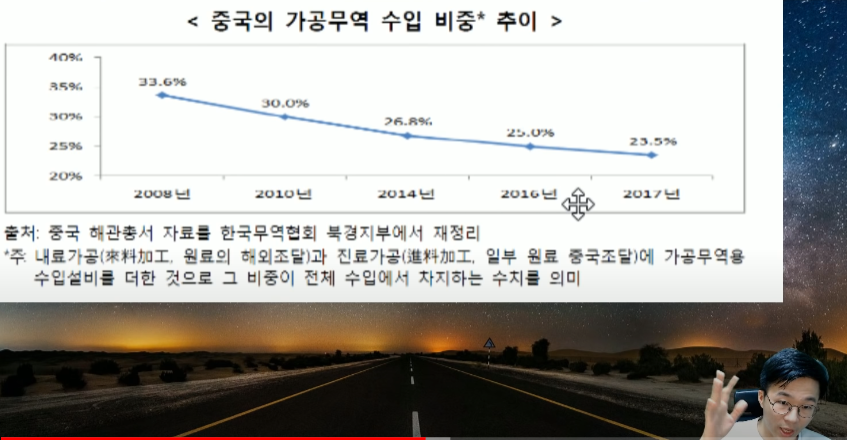 < 중국의 가공무역 수입 비중* 추이 >
40%
35%
30%
25%
20%
33.6%
30.0%
26.8%
25.0%
23.5%
2008년 2010년 2014년 2016년 2017년
출처: 중국 해관총서 자료를 한국무역협회 북경지부에서 재정리
*주: 내료가공(來料加工, 원료의 해외조달)과 진료가공(進料加工, 일부 원료 중국조달)에 가공무역용
수입설비를 더한 것으로 그 비중이 전체 수입에서 차지하는 수치를 의미